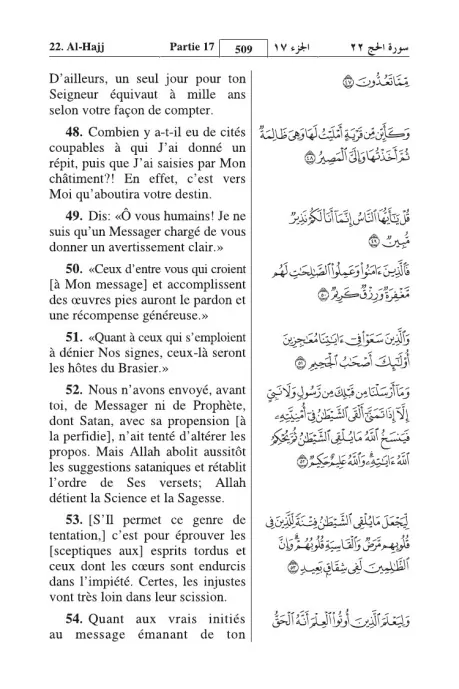 22. Al-Hajj Partie 17 509 الجزء ١٧ سورة الحج ٢٢
D’ailleurs, un seul jour pour ton
Seigneur équivaut à mille ans
selon votre façon de compter.
48. Combien y a-t-il eu de cités
coupables à qui J’ai donné un
répit, puis que J’ai saisies par Mon
châtiment?! En effet, c’est vers
Moi qu’aboutira votre destin.
49. Dis: «Ô vous humains! Je ne
suis qu’un Messager chargé de vous
donner un avertissement clair.»
50. «Ceux d’entre vous qui croient
[à Mon message] et accomplissent
des œuvres pies auront le pardon et
une récompense généreuse.»
51. «Quant à ceux qui s’emploient
à dénier Nos signes, ceux-là seront
les hôtes du Brasier.»
52. Nous n’avons envoyé, avant
toi, de Messager ni de Prophète,
dont Satan, avec sa propension [à
la perfidie], n’ait tenté d’altérer les
propos. Mais Allah abolit aussitôt
les suggestions sataniques et rétablit
l’ordre de Ses versets; Allah
détient la Science et la Sagesse.
53. [S’Il permet ce genre de
tentation,] c’est pour éprouver les
[sceptiques aux] esprits tordus et
ceux dont les cœurs sont endurcis
dans l’impiété. Certes, les injustes
vont très loin dans leur scission.
54. Quant aux vrais initiés
au message émanant de ton
مِّمَّا تَعُدُّونَ ٤٧
وَكَأَيِّن مِّن قَرْيَةٍ أَمْلَيْتُ لَهَا وَهِيَ ظَالِمَةٌ
ثُمَّ أَخَذْتُهَا وَإِلَيَّ الْمَصِيرُ ٤٨
قُلْ يَٰأَيُّهَا النَّاسُ إِنَّمَا أَنَا۠ لَكُمْ نَذِيرٌ
مُّبِينٌ ٤٩
فَالَّذِينَ ءَامَنُوا وَعَمِلُوا الصَّٰلِحَٰتِ لَهُم
مَّغْفِرَةٌ وَرِزْقٌ كَرِيمٌ ٥٠
وَالَّذِينَ سَعَوْا فِي ءَايَٰتِنَا مُعَٰجِزِينَ
أُولَٰئِكَ أَصْحَٰبُ الْجَحِيمِ ٥١
وَمَا أَرْسَلْنَا مِن قَبْلِكَ مِن رَّسُولٍ وَلَا نَبِيٍّ
إِلَّا إِذَا تَمَنَّىٰ أَلْقَى الشَّيْطَٰنُ فِي أُمْنِيَّتِهِ
فَيَنسَخُ اللَّهُ مَا يُلْقِي الشَّيْطَٰنُ ثُمَّ يُحْكِمُ
اللَّهُ ءَايَٰتِهِ وَاللَّهُ عَلِيمٌ حَكِيمٌ ٥٢
لِّيَجْعَلَ مَا يُلْقِي الشَّيْطَٰنُ فِتْنَةً لِّلَّذِينَ فِي
قُلُوبِهِم مَّرَضٌ وَالْقَاسِيَةِ قُلُوبُهُمْ وَإِنَّ
الظَّٰلِمِينَ لَفِي شِقَاقٍ بَعِيدٍ ٥٣
وَلِيَعْلَمَ الَّذِينَ أُوتُوا الْعِلْمَ أَنَّهُ الْحَقُّ